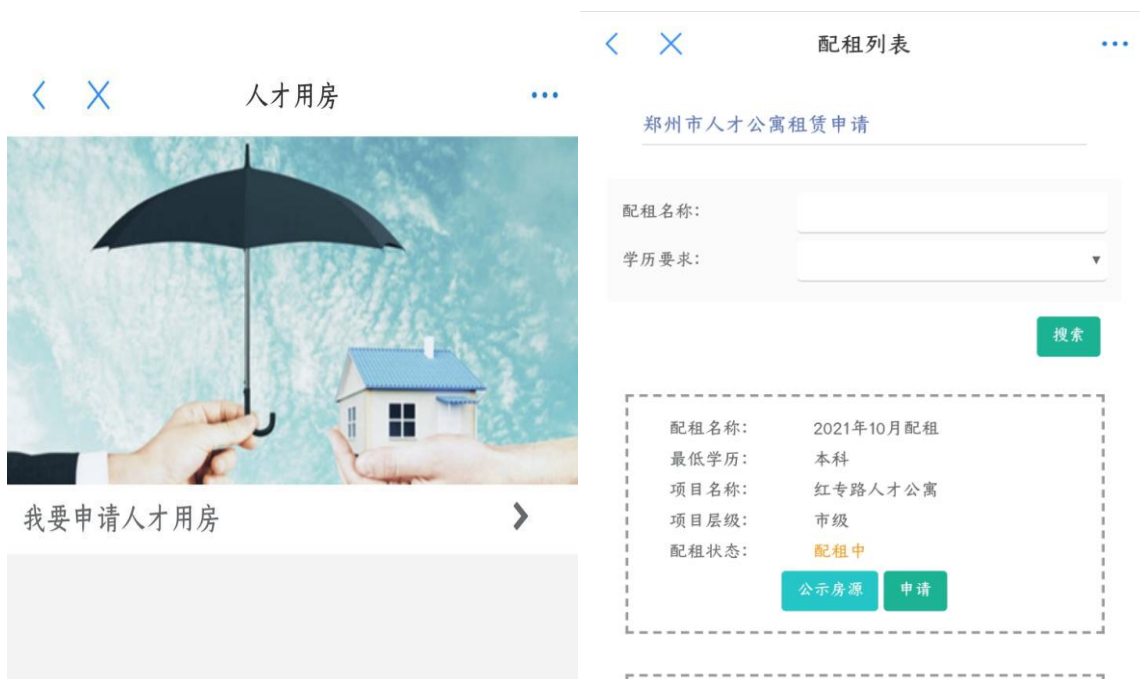 人才用房
我要申请人才用房
配租列表
郑州市人才公寓租赁申请
配租名称：
学历要求：
搜索
配租名称： 2021年10月配租
最低学历： 本科
项目名称： 红专路人才公寓
项目层级： 市级
配租状态： 配租中
公示房源 申请